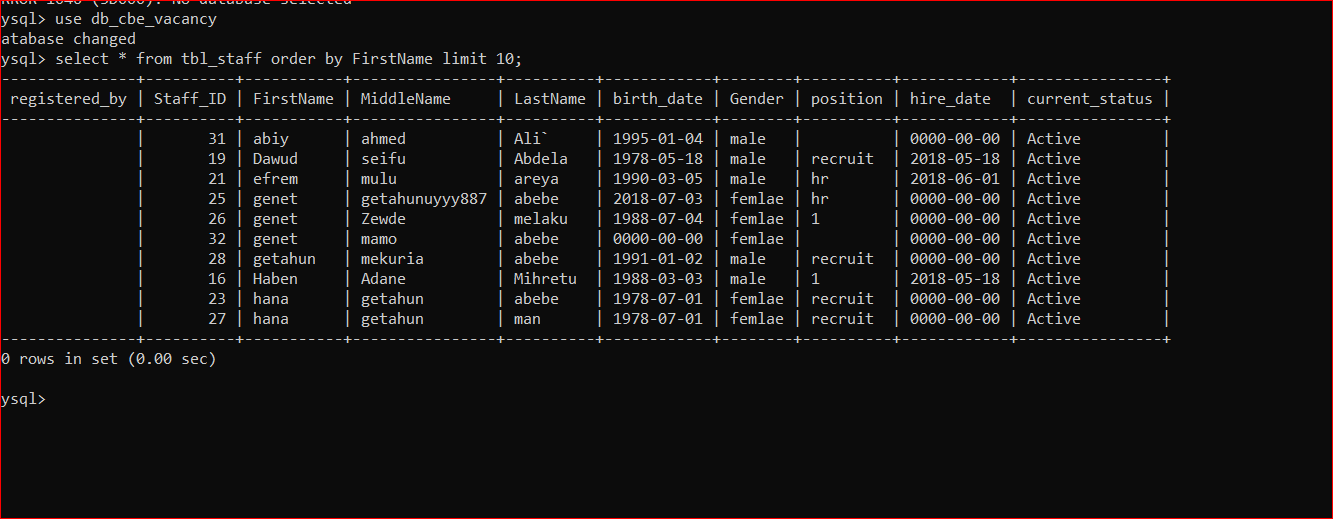 ysql> use db_cbe_vacancy
atabase changed
ysql> select * from tbl_staff order by FirstName limit 10;
---------------+----------+-----------+---------------+----------+------------+--------+----------+------------+----------------+
 registered_by | Staff_ID | FirstName | MiddleName    | LastName | birth_date | Gender | position | hire_date  | current_status |
---------------+----------+-----------+---------------+----------+------------+--------+----------+------------+----------------+
               |       31 | abiy      | ahmed         | Ali`     | 1995-01-04 | male   |          | 0000-00-00 | Active         |
               |       19 | Dawud     | seifu         | Abdela   | 1978-05-18 | male   | recruit  | 2018-05-18 | Active         |
               |       21 | efrem     | mulu          | areya    | 1990-03-05 | male   | hr       | 2018-06-01 | Active         |
               |       25 | genet     | getahunuyyy887 | abebe    | 2018-07-03 | femlae | hr       | 0000-00-00 | Active         |
               |       26 | genet     | Zewde         | melaku   | 1988-07-04 | femlae | 1        | 0000-00-00 | Active         |
               |       32 | genet     | mamo          | abebe    | 0000-00-00 | femlae |          | 0000-00-00 | Active         |
               |       28 | getahun   | mekuria       | abebe    | 1991-01-02 | male   | recruit  | 0000-00-00 | Active         |
               |       16 | Haben     | Adane         | Mihretu  | 1988-03-03 | male   | 1        | 2018-05-18 | Active         |
               |       23 | hana      | getahun       | abebe    | 1978-07-01 | femlae | recruit  | 0000-00-00 | Active         |
               |       27 | hana      | getahun       | man      | 1978-07-01 | femlae | recruit  | 0000-00-00 | Active         |
---------------+----------+-----------+---------------+----------+------------+--------+----------+------------+----------------+
0 rows in set (0.00 sec)
ysql>